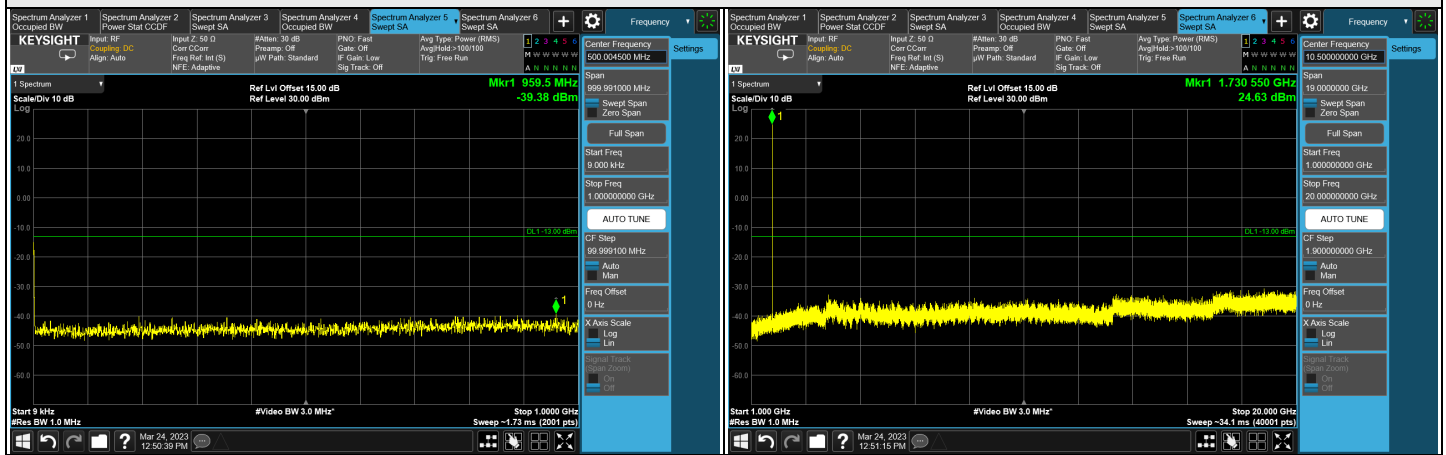 Spectrum Analyzer 1
Occupied BW
Spectrum Analyzer 2
Power Stat CCDF
Spectrum Analyzer 3
Swept SA
Spectrum Analyzer 4
Occupied BW
Spectrum Analyzer 5
Swept SA
Spectrum Analyzer 6
Swept SA
Frequency
KEYSIGHT
LXI
Input: RF
Coupling: DC
Align: Auto
Input Z: 50 Ω
Corr CCorr
Freq Ref: Int (S)
NFE: Adaptive
#Atten: 30 dB
Preamp: Off
µW Path: Standard
PNO: Fast
Gate: Off
IF Gain: Low
Sig Track: Off
Avg Type: Power (RMS)
Avg|Hold:>100/100
Trig: Free Run
1 2 3 4 5 6
M W W W W W
A N N N N N
1 Spectrum
Scale/Div 10 dB
Log
Ref Lvl Offset 15.00 dB
Ref Level 30.00 dBm
Mkr1 959.5 MHz
-39.38 dBm
1
20.0
10.0
0.00
-10.0
-20.0
-30.0
-40.0
-50.0
-60.0
DL1 -13.00 dBm
Start 9 kHz
#Res BW 1.0 MHz
#Video BW 3.0 MHz*
Stop 1.0000 GHz
Sweep ~1.73 ms (2001 pts)
Mar 24, 2023
12:50:39 PM
Center Frequency
500.004500 MHz
Settings
Span
999.991000 MHz
Swept Span
Zero Span
Full Span
Start Freq
9.000 kHz
Stop Freq
1.000000000 GHz
AUTO TUNE
CF Step
99.999100 MHz
Auto
Man
Freq Offset
0 Hz
X Axis Scale
Log
Lin
Signal Track
(Span Zoom)
On
Off
Spectrum Analyzer 1
Occupied BW
Spectrum Analyzer 2
Power Stat CCDF
Spectrum Analyzer 3
Swept SA
Spectrum Analyzer 4
Occupied BW
Spectrum Analyzer 5
Swept SA
Spectrum Analyzer 6
Swept SA
Frequency
KEYSIGHT
LXI
Input: RF
Coupling: DC
Align: Auto
Input Z: 50 Ω
Corr CCorr
Freq Ref: Int (S)
NFE: Adaptive
#Atten: 30 dB
Preamp: Off
µW Path: Standard
PNO: Fast
Gate: Off
IF Gain: Low
Sig Track: Off
Avg Type: Power (RMS)
Avg|Hold:>100/100
Trig: Free Run
1 2 3 4 5 6
M W W W W W
A N N N N N
1 Spectrum
Scale/Div 10 dB
Log
Ref Lvl Offset 15.00 dB
Ref Level 30.00 dBm
Mkr1 1.730 550 GHz
24.63 dBm
1
20.0
10.0
0.00
-10.0
-20.0
-30.0
-40.0
-50.0
-60.0
DL1 -13.00 dBm
Start 1.000 GHz
#Res BW 1.0 MHz
#Video BW 3.0 MHz*
Stop 20.000 GHz
Sweep ~34.1 ms (40001 pts)
Mar 24, 2023
12:51:15 PM
Center Frequency
10.500000000 GHz
Settings
Span
19.0000000 GHz
Swept Span
Zero Span
Full Span
Start Freq
1.000000000 GHz
Stop Freq
20.000000000 GHz
AUTO TUNE
CF Step
1.900000000 GHz
Auto
Man
Freq Offset
0 Hz
X Axis Scale
Log
Lin
Signal Track
(Span Zoom)
On
Off